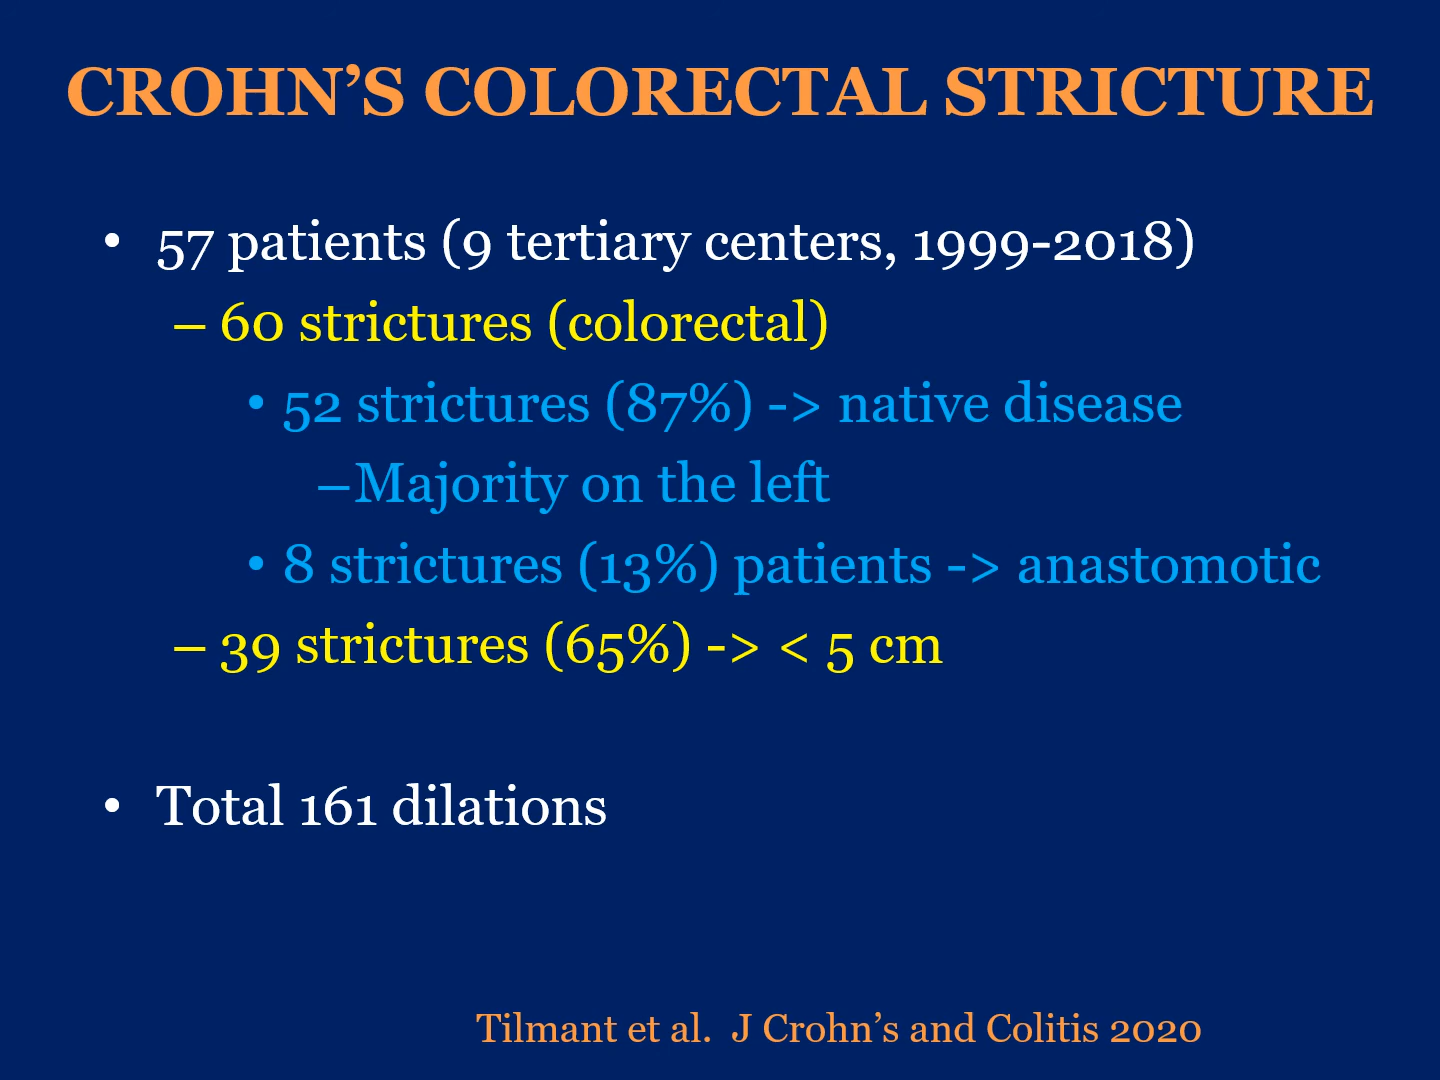 CROHN’S COLORECTAL STRICTURE
• 57 patients (9 tertiary centers, 1999-2018)
– 60 strictures (colorectal)
• 52 strictures (87%) -> native disease
–Majority on the left
• 8 strictures (13%) patients -> anastomotic
– 39 strictures (65%) -> < 5 cm
• Total 161 dilations
Tilmant et al.  J Crohn’s and Colitis 2020